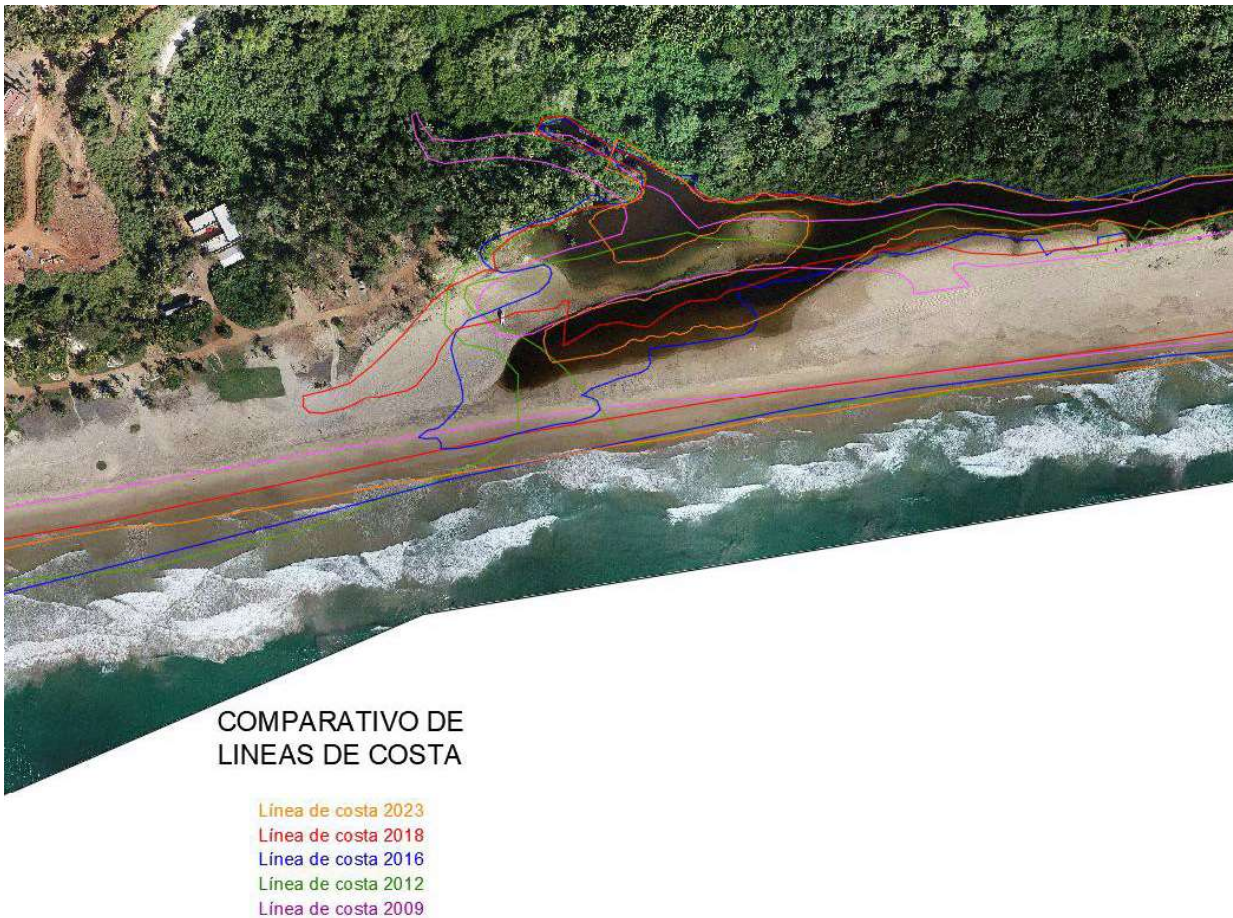 COMPARATIVO DE
LINEAS DE COSTA
Línea de costa 2023
Línea de costa 2018
Línea de costa 2016
Línea de costa 2012
Línea de costa 2009